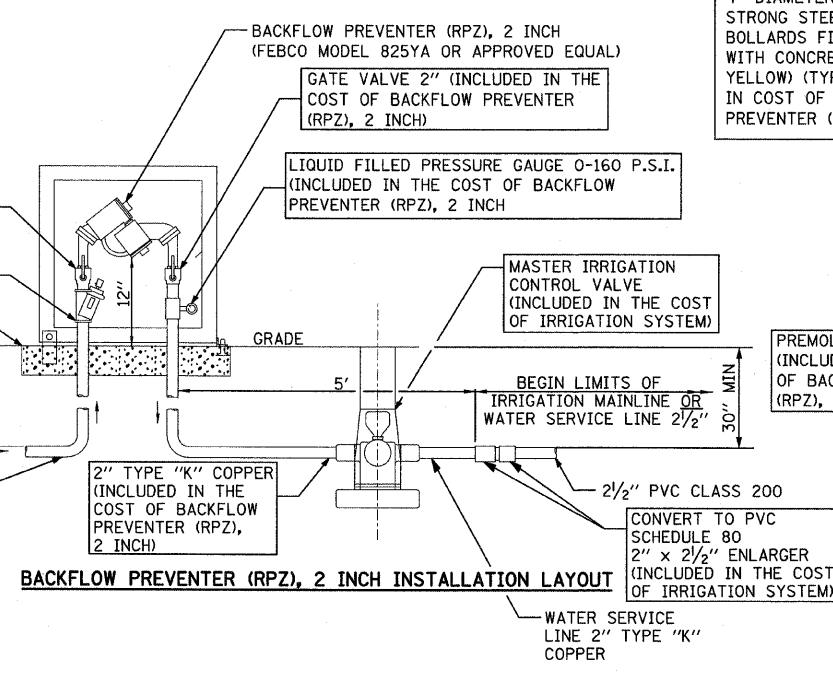 BACKFLOW PREVENTER (RPZ), 2 INCH
(FEBCO MODEL 825YA OR APPROVED EQUAL)
GATE VALVE 2" (INCLUDED IN THE
COST OF BACKFLOW PREVENTER
(RPZ), 2 INCH)
STRONG STEE
BOLLARDS FI
WITH CONCRE
YELLOW) (TYP
IN COST OF
PREVENTER (
LIQUID FILLED PRESSURE GAUGE 0-160 P.S.I.
(INCLUDED IN THE COST OF BACKFLOW
PREVENTER (RPZ), 2 INCH
MASTER IRRIGATION
CONTROL VALVE
(INCLUDED IN THE COST
OF IRRIGATION SYSTEM)
12"
GRADE
PREMOL
(INCLUD
OF BAC
(RPZ),
5'
BEGIN LIMITS OF
IRRIGATION MAINLINE OR
WATER SERVICE LINE 2½"
30" MIN
2" TYPE "K" COPPER
(INCLUDED IN THE
COST OF BACKFLOW
PREVENTER (RPZ),
2 INCH)
2½" PVC CLASS 200
CONVERT TO PVC
SCHEDULE 80
2" x 2½" ENLARGER
(INCLUDED IN THE COST
OF IRRIGATION SYSTEM)
BACKFLOW PREVENTER (RPZ), 2 INCH INSTALLATION LAYOUT
WATER SERVICE
LINE 2" TYPE "K"
COPPER